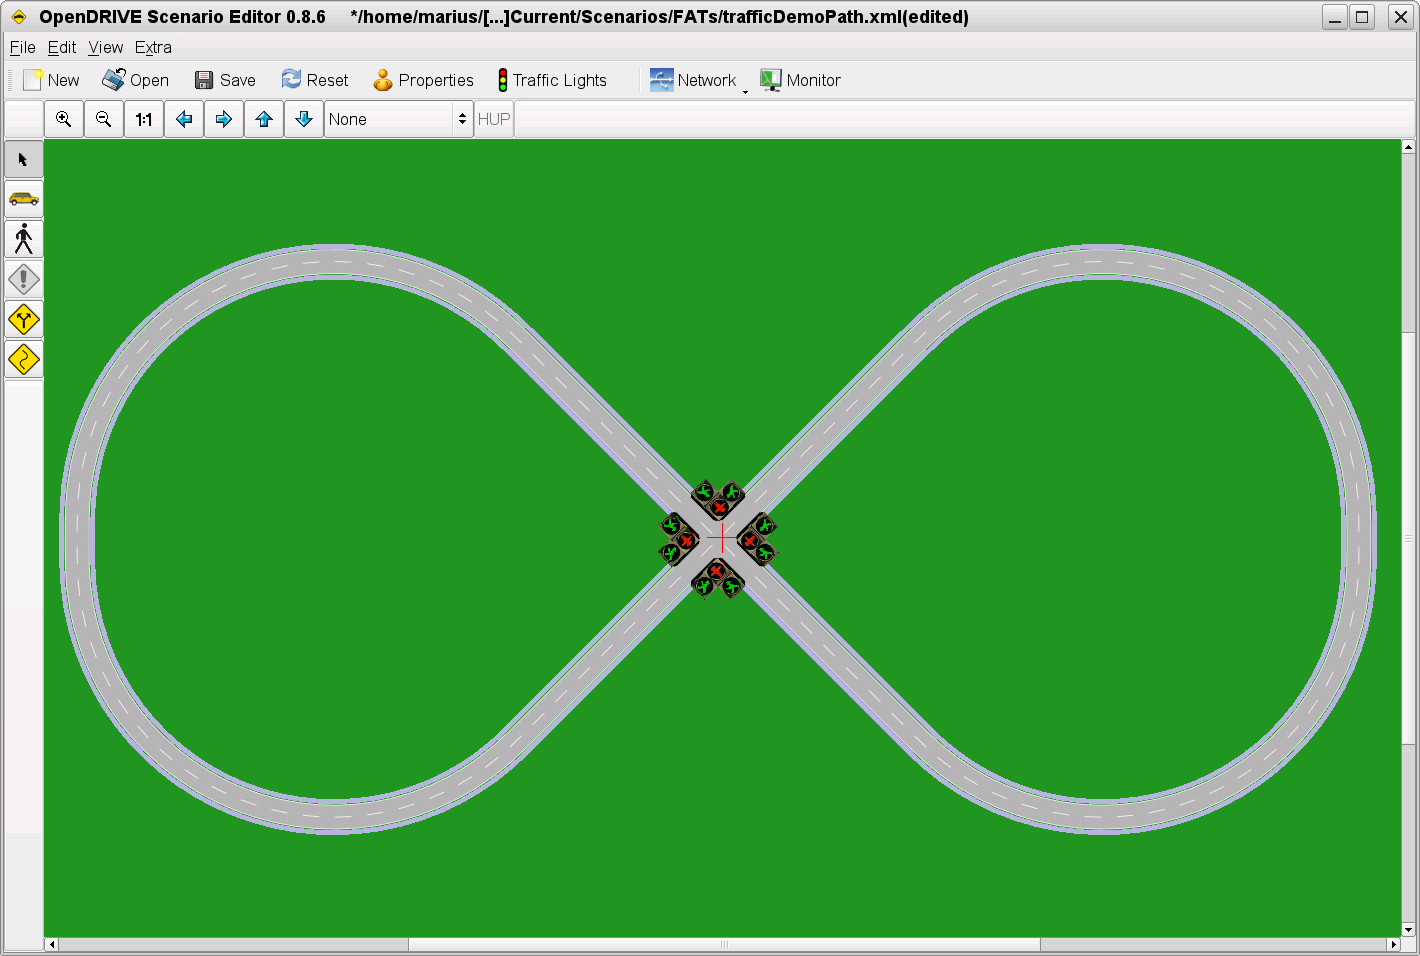 OpenDRIVE Scenario Editor 0.8.6 */home/marius/[...]Current/Scenarios/FATs/trafficDemoPath.xml(edited)
File Edit View Extra
New Open Save Reset Properties Traffic Lights Network Monitor
1:1 None HUP